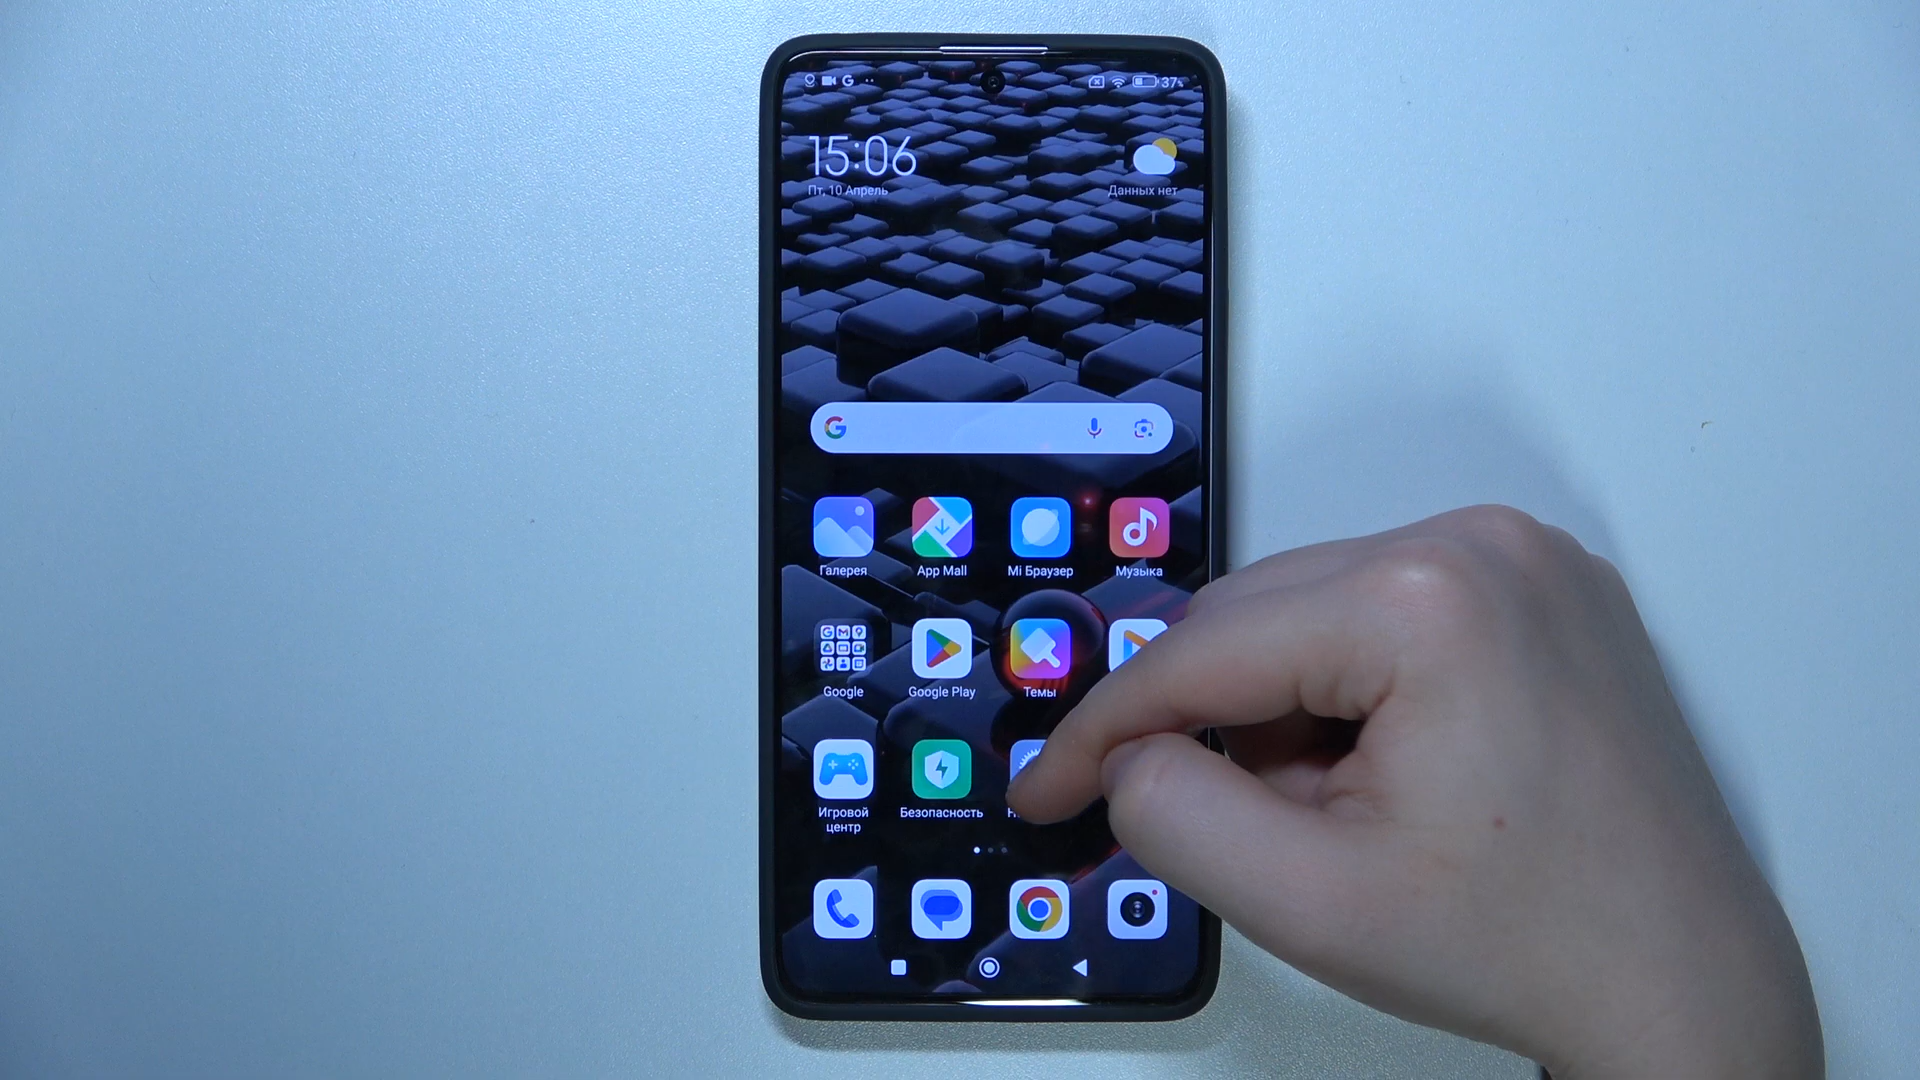 37%
15:06
Пт, 10 Апрель
Данных нет
Галерея
App Mall
Mi Браузер
Музыка
Google
Google Play
Темы
Игровой
центр
Безопасность